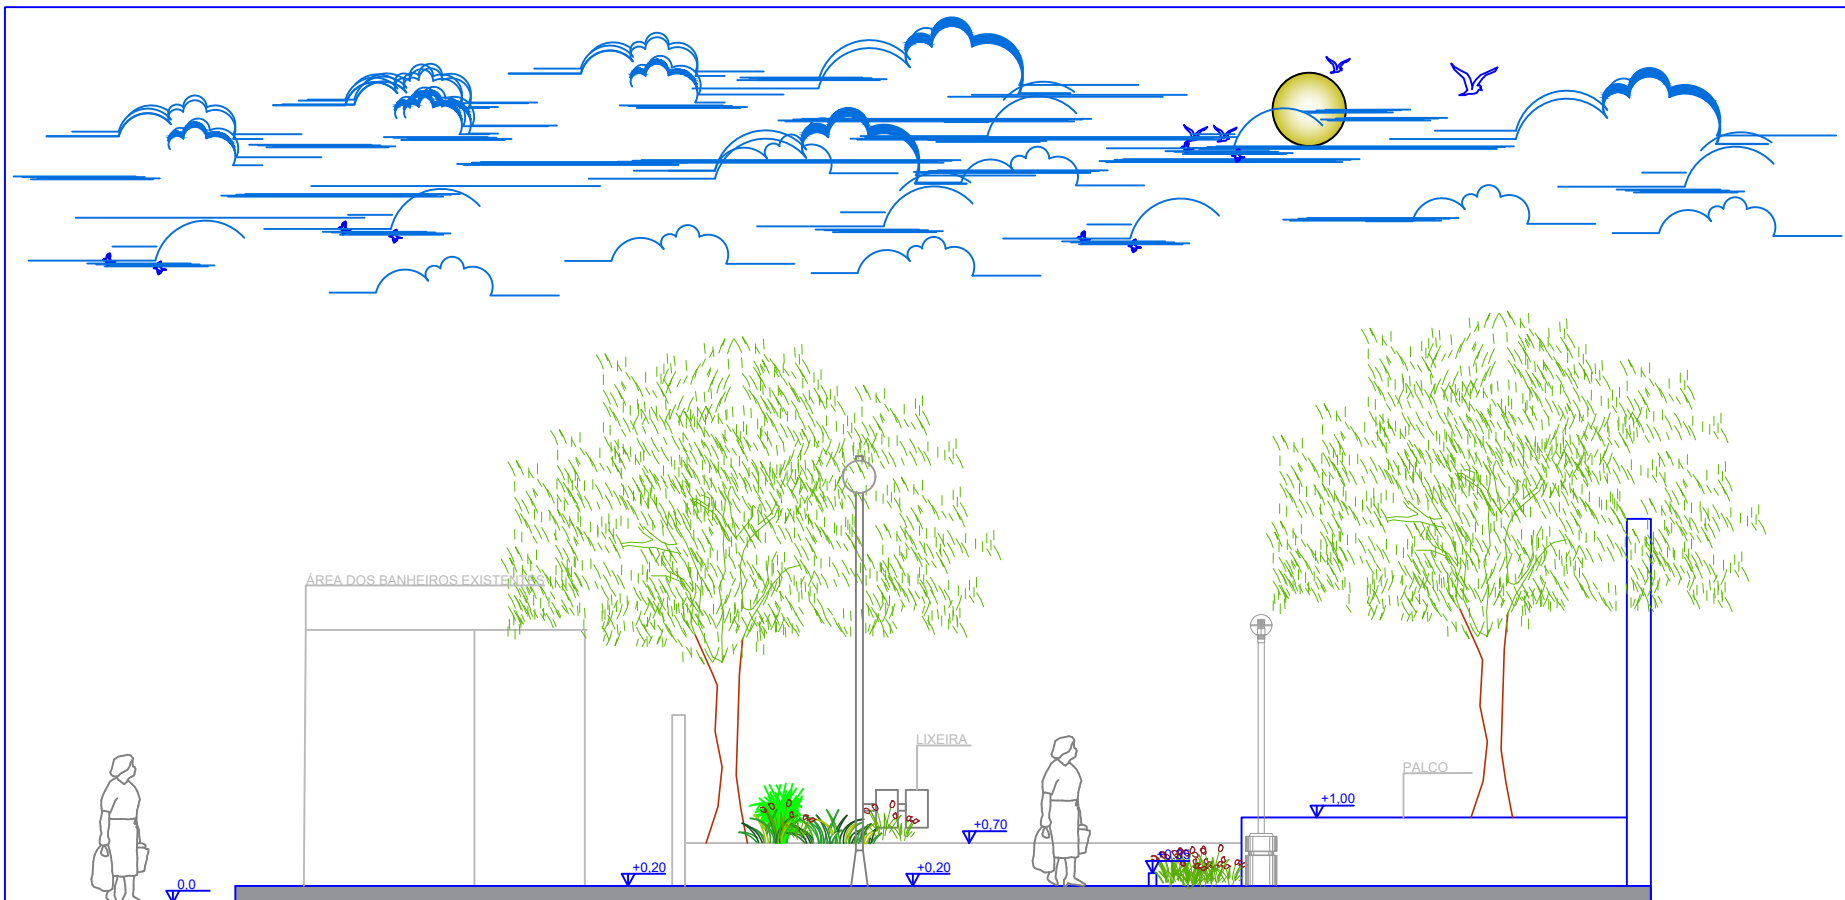 ÁREA DOS BANHEIROS EXISTENTES
LIXEIRA
PALCO
+1,00
+0,70
+0,20
+0,20
0,0